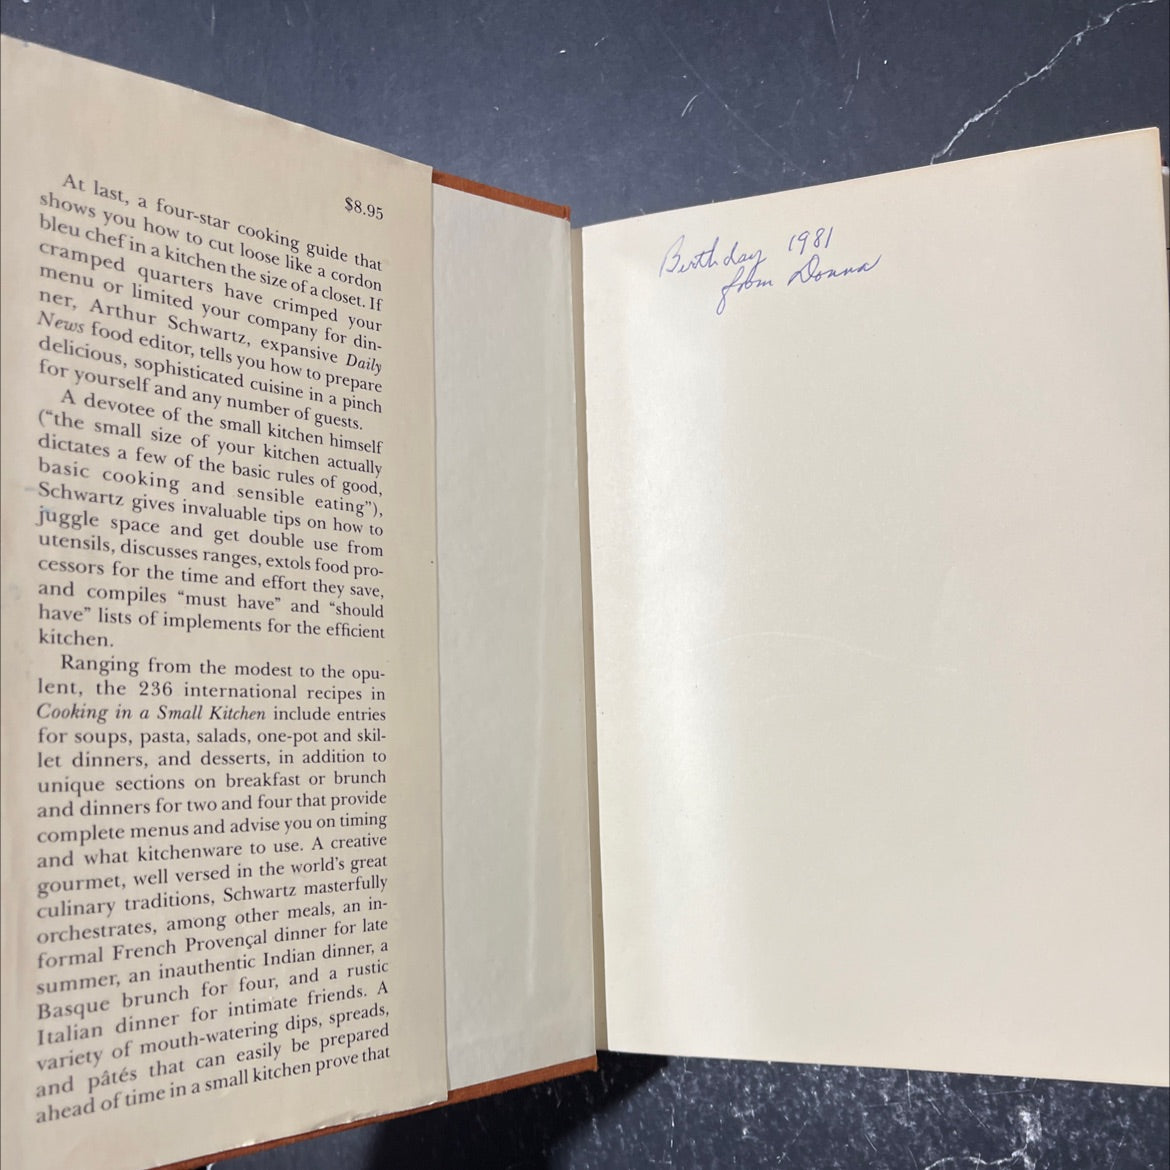 $8.95
At last, a four-star cooking guide that
shows you how to cut loose like a cordon
bleu chef in a kitchen the size of a closet. If
cramped quarters have crimped your
menu or limited your company for din-
ner, Arthur Schwartz, expansive Daily
News food editor, tells you how to prepare
delicious, sophisticated cuisine in a pinch
for yourself and any number of guests.
A devotee of the small kitchen himself
(“the small size of your kitchen actually
dictates a few of the basic rules of good,
basic cooking and sensible eating”),
Schwartz gives invaluable tips on how to
juggle space and get double use from
utensils, discusses ranges, extols food pro-
cessors for the time and effort they save,
and compiles “must have” and “should
have” lists of implements for the efficient
kitchen.
Ranging from the modest to the opu-
lent, the 236 international recipes in
Cooking in a Small Kitchen include entries
for soups, pasta, salads, one-pot and skil-
let dinners, and desserts, in addition to
unique sections on breakfast or brunch
and dinners for two and four that provide
complete menus and advise you on timing
and what kitchenware to use. A creative
gourmet, well versed in the world’s great
culinary traditions, Schwartz masterfully
orchestrates, among other meals, an in-
formal French Provençal dinner for late
summer, an inauthentic Indian dinner, a
Basque brunch for four, and a rustic
Italian dinner for intimate friends. A
variety of mouth-watering dips, spreads,
and pâtés that can easily be prepared
ahead of time in a small kitchen prove that
Birthday 1981
from Donna